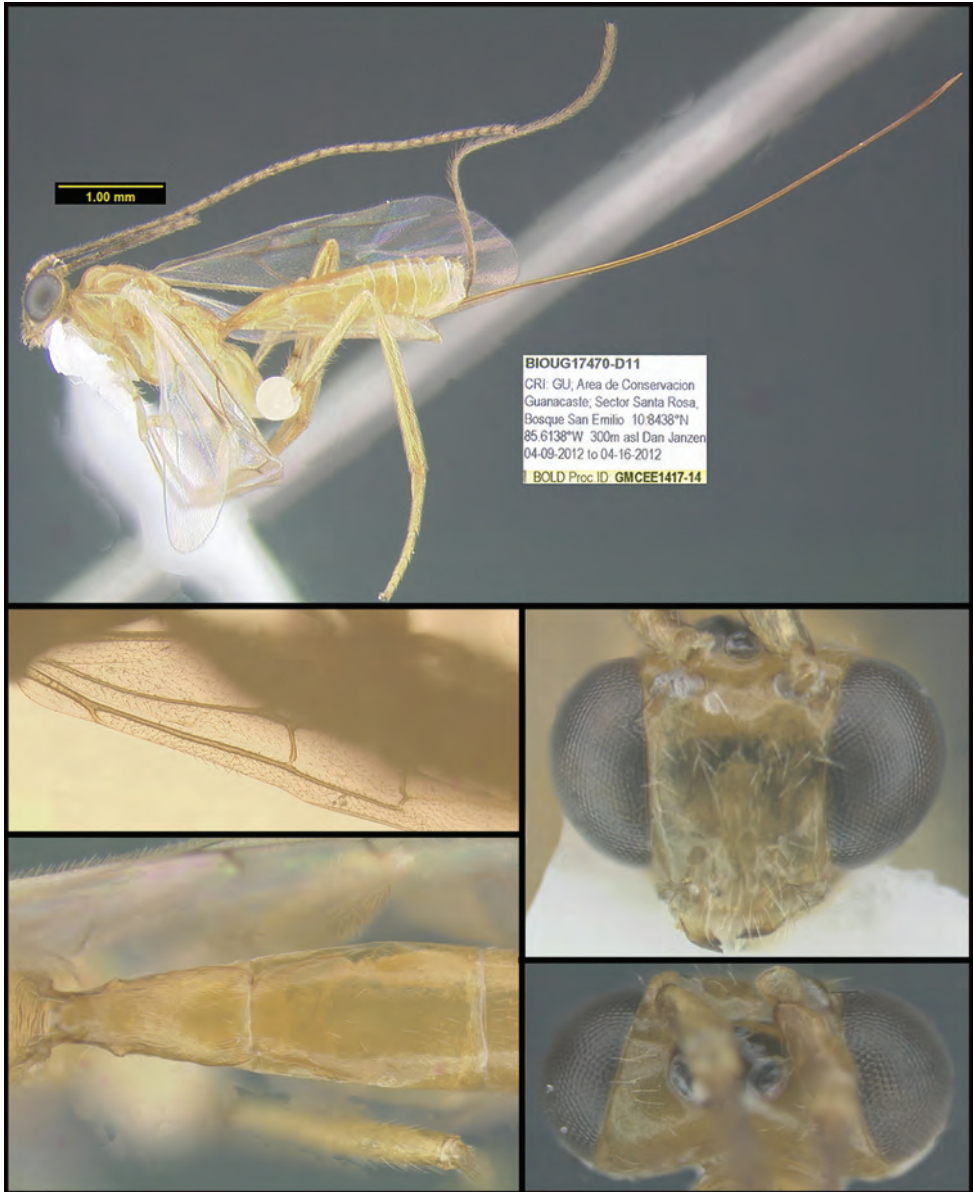 1.00 mm
BIOUG17470-D11
CRI: GU; Area de Conservacion
Guanacaste; Sector Santa Rosa,
Bosque San Emilio 10.8438°N
85.6138°W 300m asl Dan Janzen
04-09-2012 to 04-16-2012
BOLD Proc ID: GMCEE1417-14